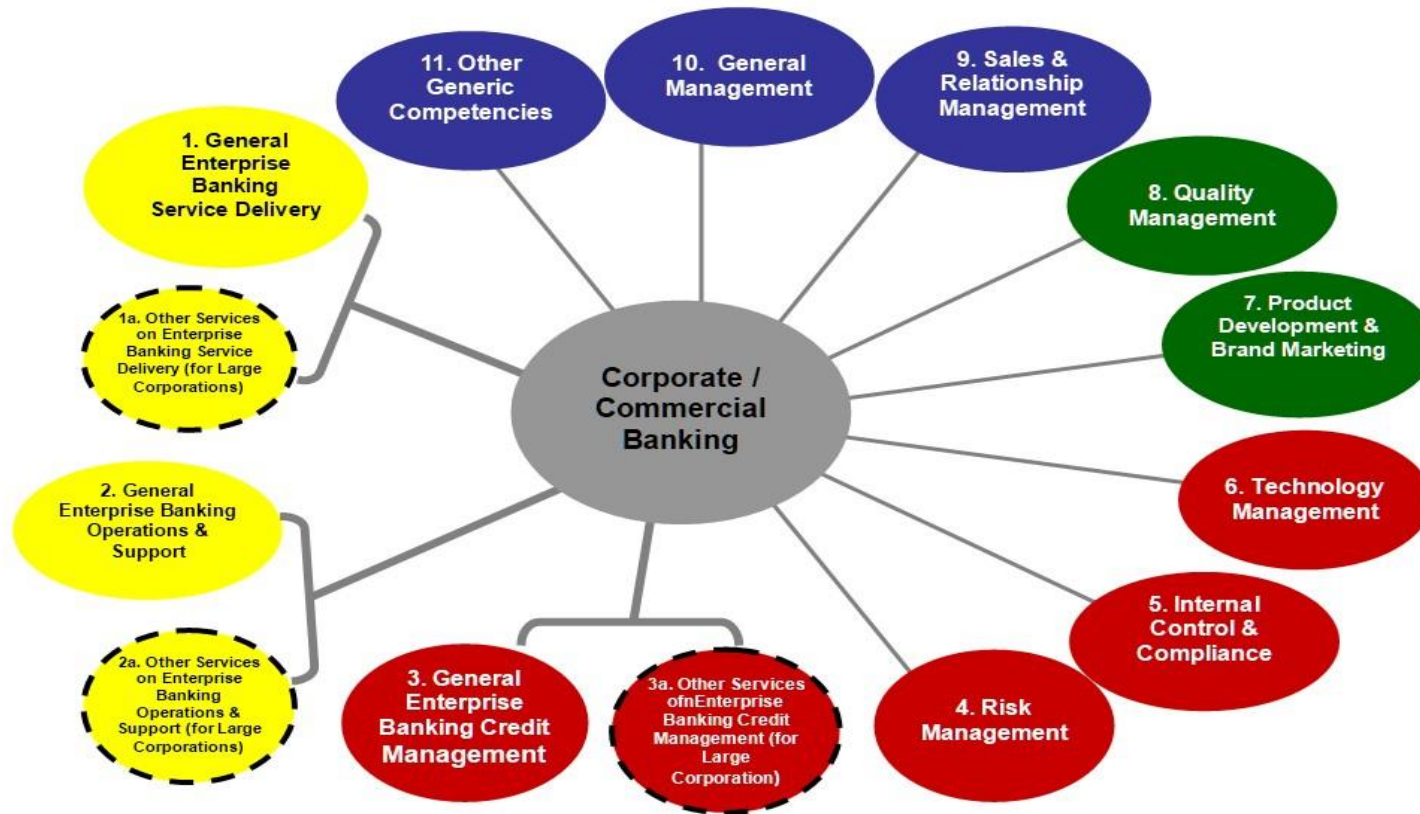 11. Other
Generic
Competencies
10. General
Management
9. Sales &
Relationship
Management
1. General
Enterprise
Banking
Service Delivery
8. Quality
Management
1a. Other Services
on Enterprise
Banking Service
Delivery (for Large
Corporations)
7. Product
Development &
Brand Marketing
Corporate /
Commercial
Banking
2. General
Enterprise Banking
Operations &
Support
6. Technology
Management
2a. Other Services
on Enterprise
Banking
Operations &
Support (for Large
Corporations)
3. General
Enterprise
Banking Credit
Management
3a. Other Services
ofnEnterprise
Banking Credit
Management (for
Large
Corporation)
4. Risk
Management
5. Internal
Control &
Compliance